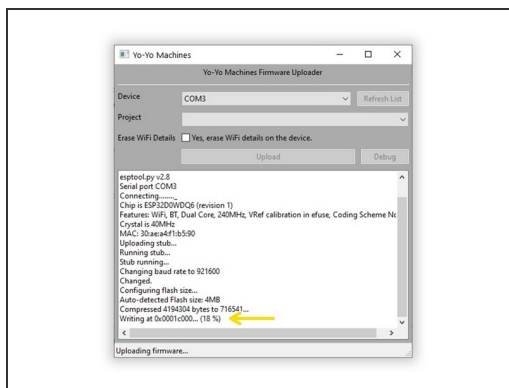 Yo-Yo Machines
Yo-Yo Machines Firmware Uploader
Device COM3 Refresh List
Project
Erase WiFi Details Yes, erase WiFi details on the device.
Upload Debug
esptool.py v2.8
Serial port COM3
Connecting........_
Chip is ESP32D0WDQ6 (revision 1)
Features: WiFi, BT, Dual Core, 240MHz, VRef calibration in efuse, Coding Scheme Nc
Crystal is 40MHz
MAC: 30:ae:a4:f1:b5:90
Uploading stub...
Running stub...
Stub running...
Changing baud rate to 921600
Changed.
Configuring flash size...
Auto-detected Flash size: 4MB
Compressed 4194304 bytes to 716541...
Writing at 0x0001c000... (18 %)
Uploading firmware...